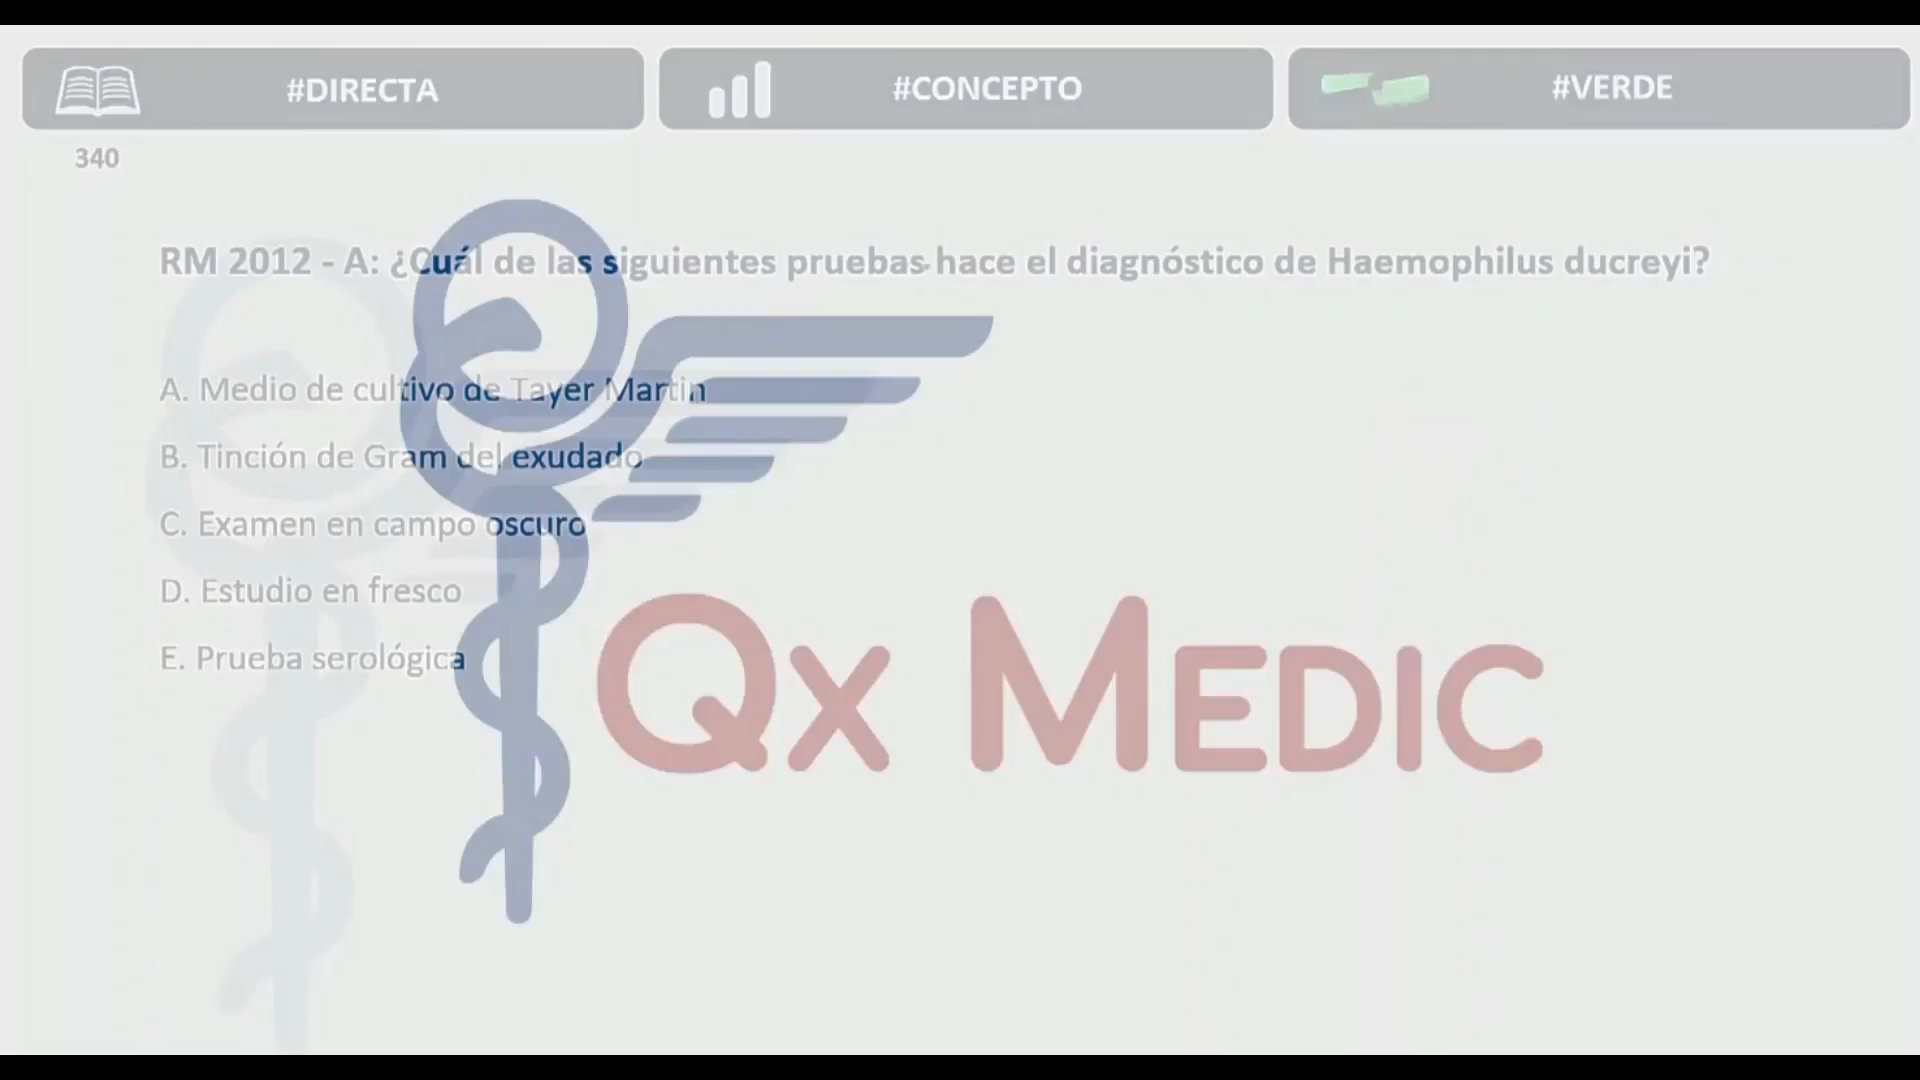 #DIRECTA
#CONCEPTO
#VERDE
340
RM 2012 - A: ¿Cuál de las siguientes pruebas hace el diagnóstico de Haemophilus ducreyi?
A. Medio de cultivo de Tayer Martin
B. Tinción de Gram del exudado
C. Examen en campo oscuro
D. Estudio en fresco
E. Prueba serológica
QX MEDIC